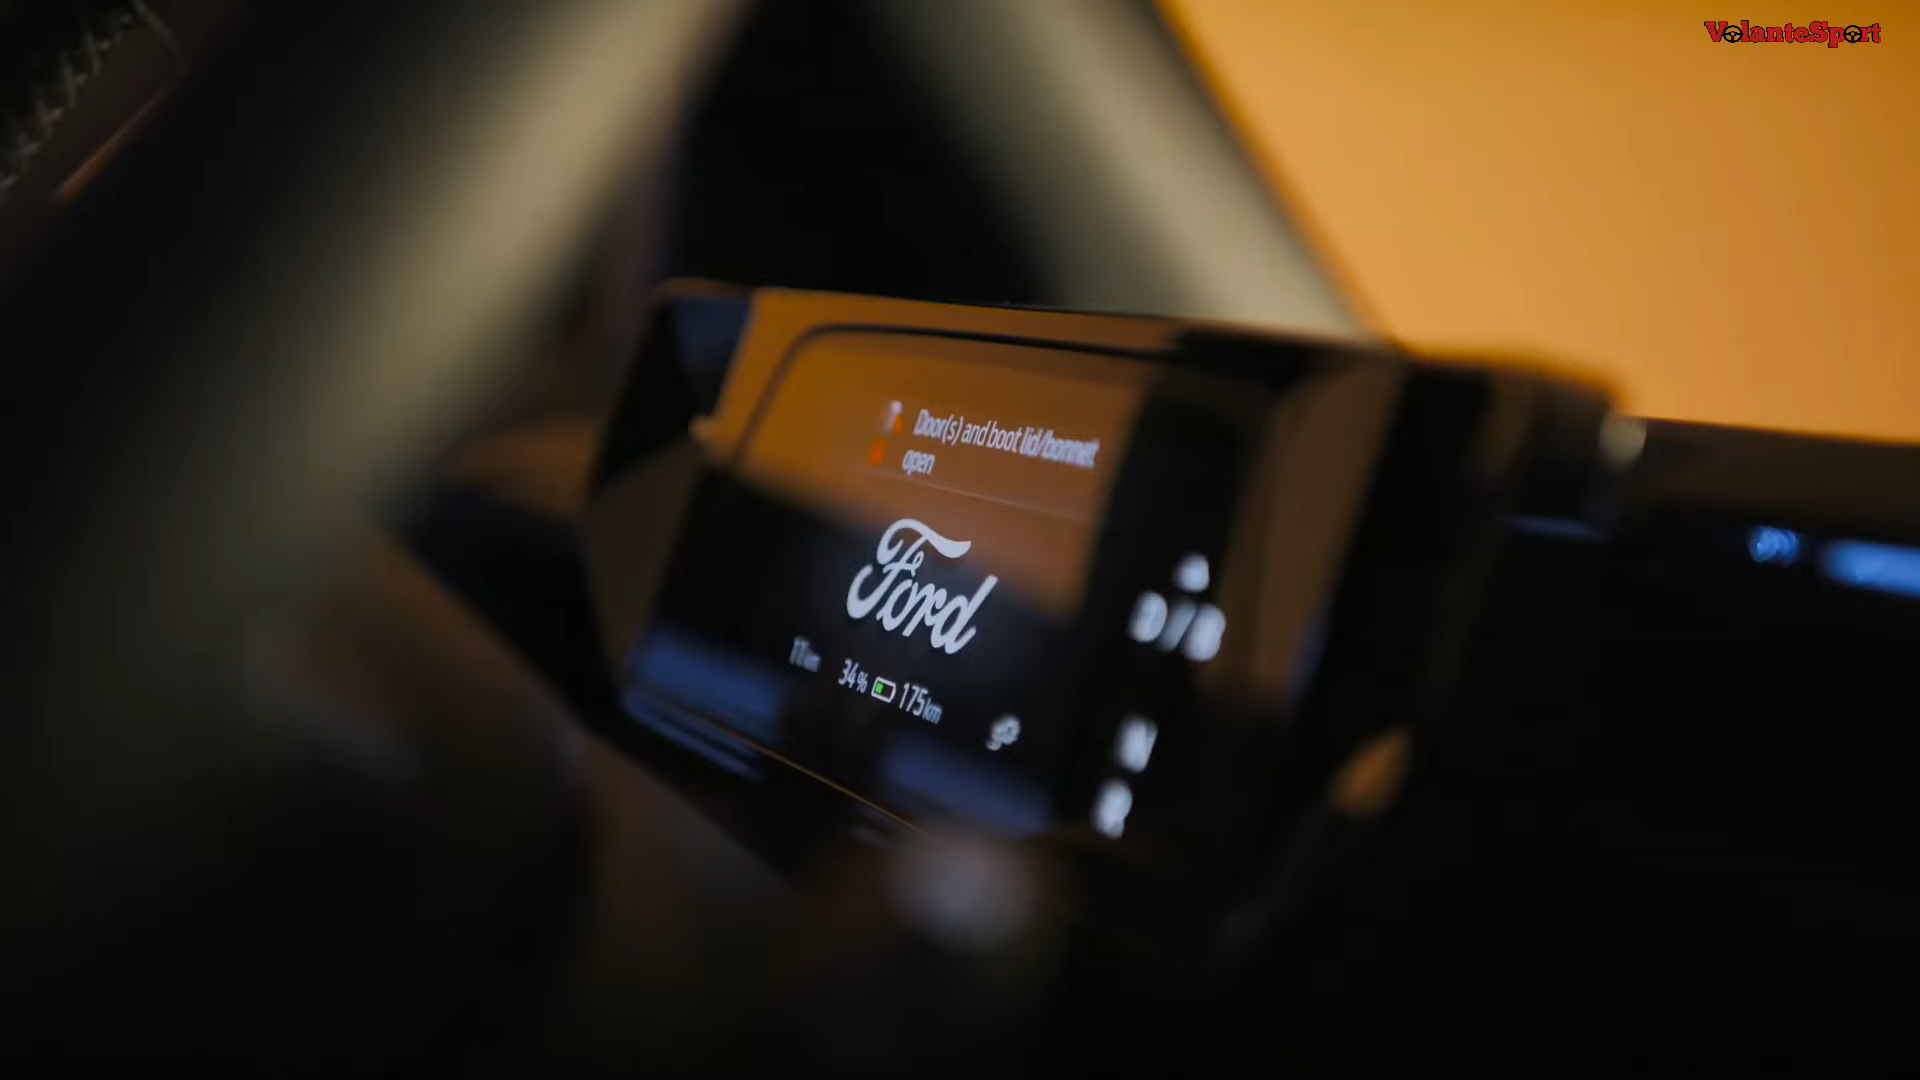 VolanteSport
Door(s) and boot lid/bonnet
open
Ford
34% 175km